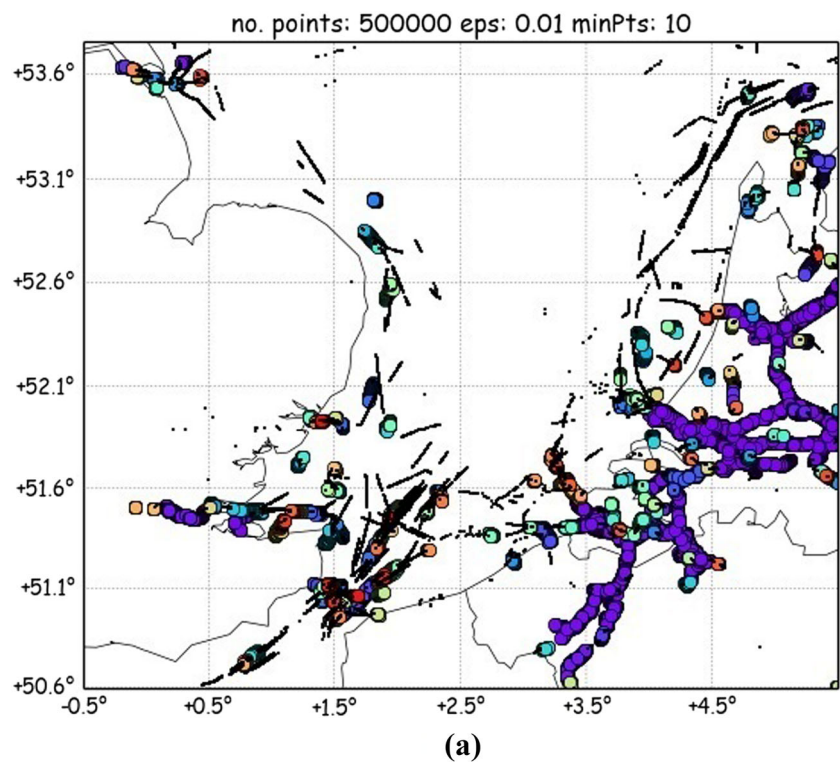 no. points: 500000 eps: 0.01 minPts: 10
+53.6°
+53.1°
+52.6°
+52.1°
+51.6°
+51.1°
+50.6°
-0.5° +0.5° +1.5° +2.5° +3.5° +4.5°
(a)